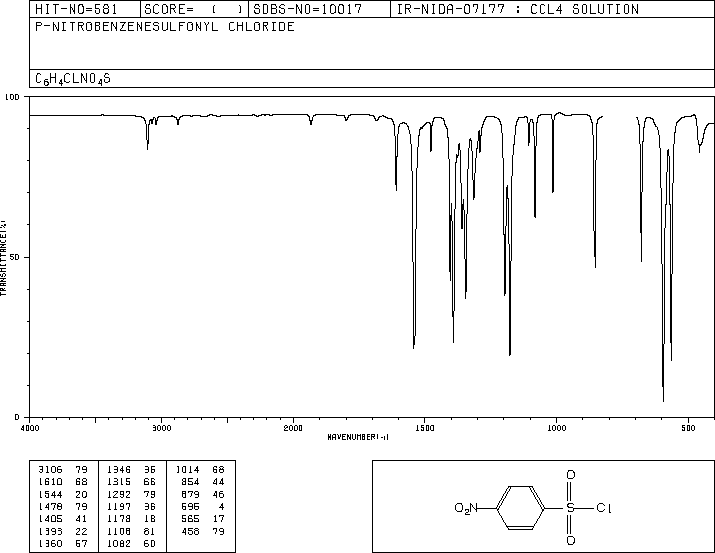 HIT-NO=581 SCORE= ( ) SDBS-NO=10017 IR-NIDA-07177 : CCL4 SOLUTION
P-NITROBENZENESULFONYL CHLORIDE
C6H4CLNO4S
100
50
0
TRANSMITTANCE(%)
4000 3000 2000 1500 1000 500
WAVENUMBER(-1)
3106 79 1346 36 1014 68
1610 68 1315 66 854 44
1544 20 1292 79 679 46
1478 79 1197 36 596 4
1405 41 1178 18 565 17
1393 22 1108 81 458 79
1360 67 1082 60
O
O2N S Cl
O